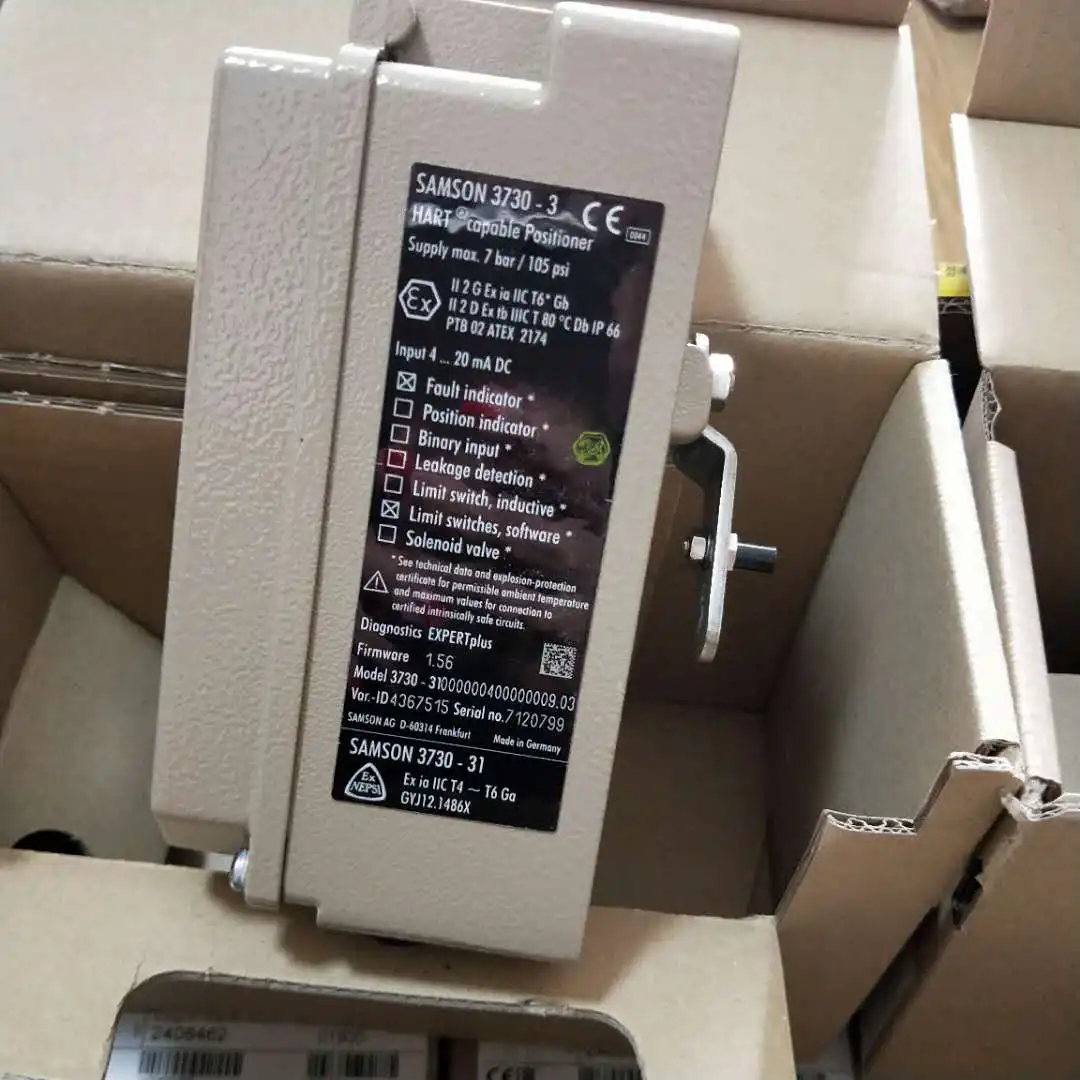 SAMSON 3730 - 3
CE 0044
HART® capable Positioner
Supply max. 7 bar / 105 psi
Ex
II 2 G Ex ia IIC T6* Gb
II 2 D Ex tb IIIC T 80 °C Db IP 66
PTB 02 ATEX 2174
Input 4 ... 20 mA DC
☒ Fault indicator *
☐ Position indicator *
☐ Binary input *
☐ Leakage detection *
☐ Limit switch, inductive *
☒ Limit switches, software *
☐ Solenoid valve *
* See technical data and explosion-protection
certificate for permissible ambient temperature
and maximum values for connection to
certified intrinsically safe circuits.
Diagnostics EXPERTplus
Firmware 1.56
Model 3730 - 31000000400000009.03
Var.-ID 4367515 Serial no. 7120799
SAMSON AG D-60314 Frankfurt Made in Germany
SAMSON 3730 - 31
Ex NEPSI
Ex ia IIC T4 ~ T6 Ga
GYJ12.1486X
2408462
CE